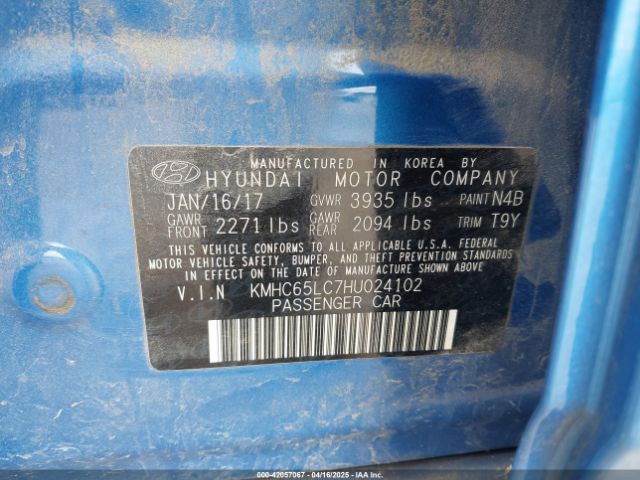 MANUFACTURED IN KOREA BY
HYUNDAI MOTOR COMPANY
JAN/16/17 GVWR 3935 lbs PAINT N4B
GAWR FRONT 2271 lbs GAWR REAR 2094 lbs TRIM T9Y
THIS VEHICLE CONFORMS TO ALL APPLICABLE U.S.A. FEDERAL
MOTOR VEHICLE SAFETY, BUMPER, AND THEFT PREVENTION STANDARDS
IN EFFECT ON THE DATE OF MANUFACTURE SHOWN ABOVE.
V.I.N KMHC65LC7HU024102
PASSENGER CAR
000-42057067 - 04/16/2025 - IAAI.COM